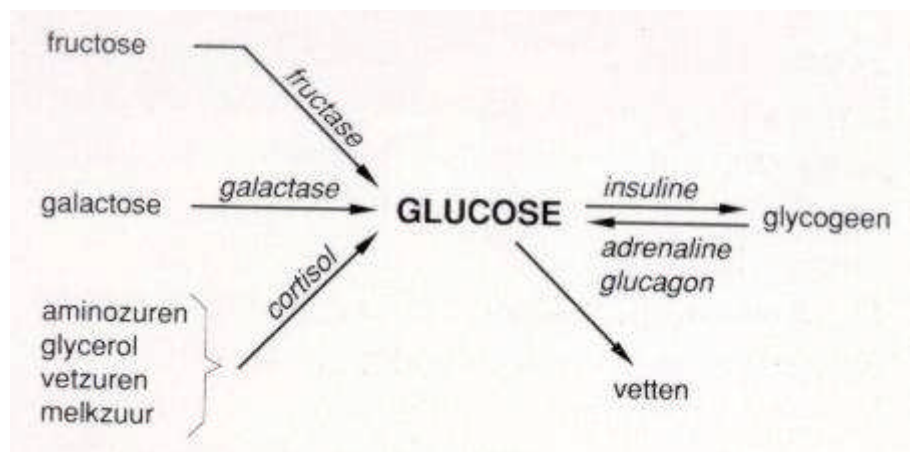 fructose
fructase
galactose
galactase
GLUCOSE
insuline
glycogeen
adrenaline
glucagon
cortisol
aminozuren
glycerol
vetzuren
melkzuur
vetten